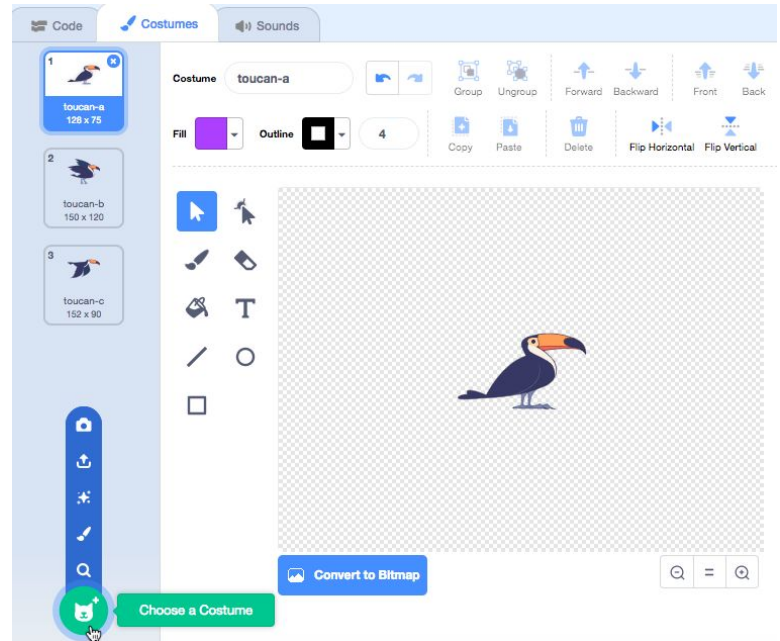 Code
Costumes
Sounds
1
toucan-a
128 x 75
2
toucan-b
150 x 120
3
toucan-c
152 x 90
Costume
toucan-a
Group
Ungroup
Forward
Backward
Front
Back
Fill
Outline
4
Copy
Paste
Delete
Flip Horizontal
Flip Vertical
T
Convert to Bitmap
Choose a Costume